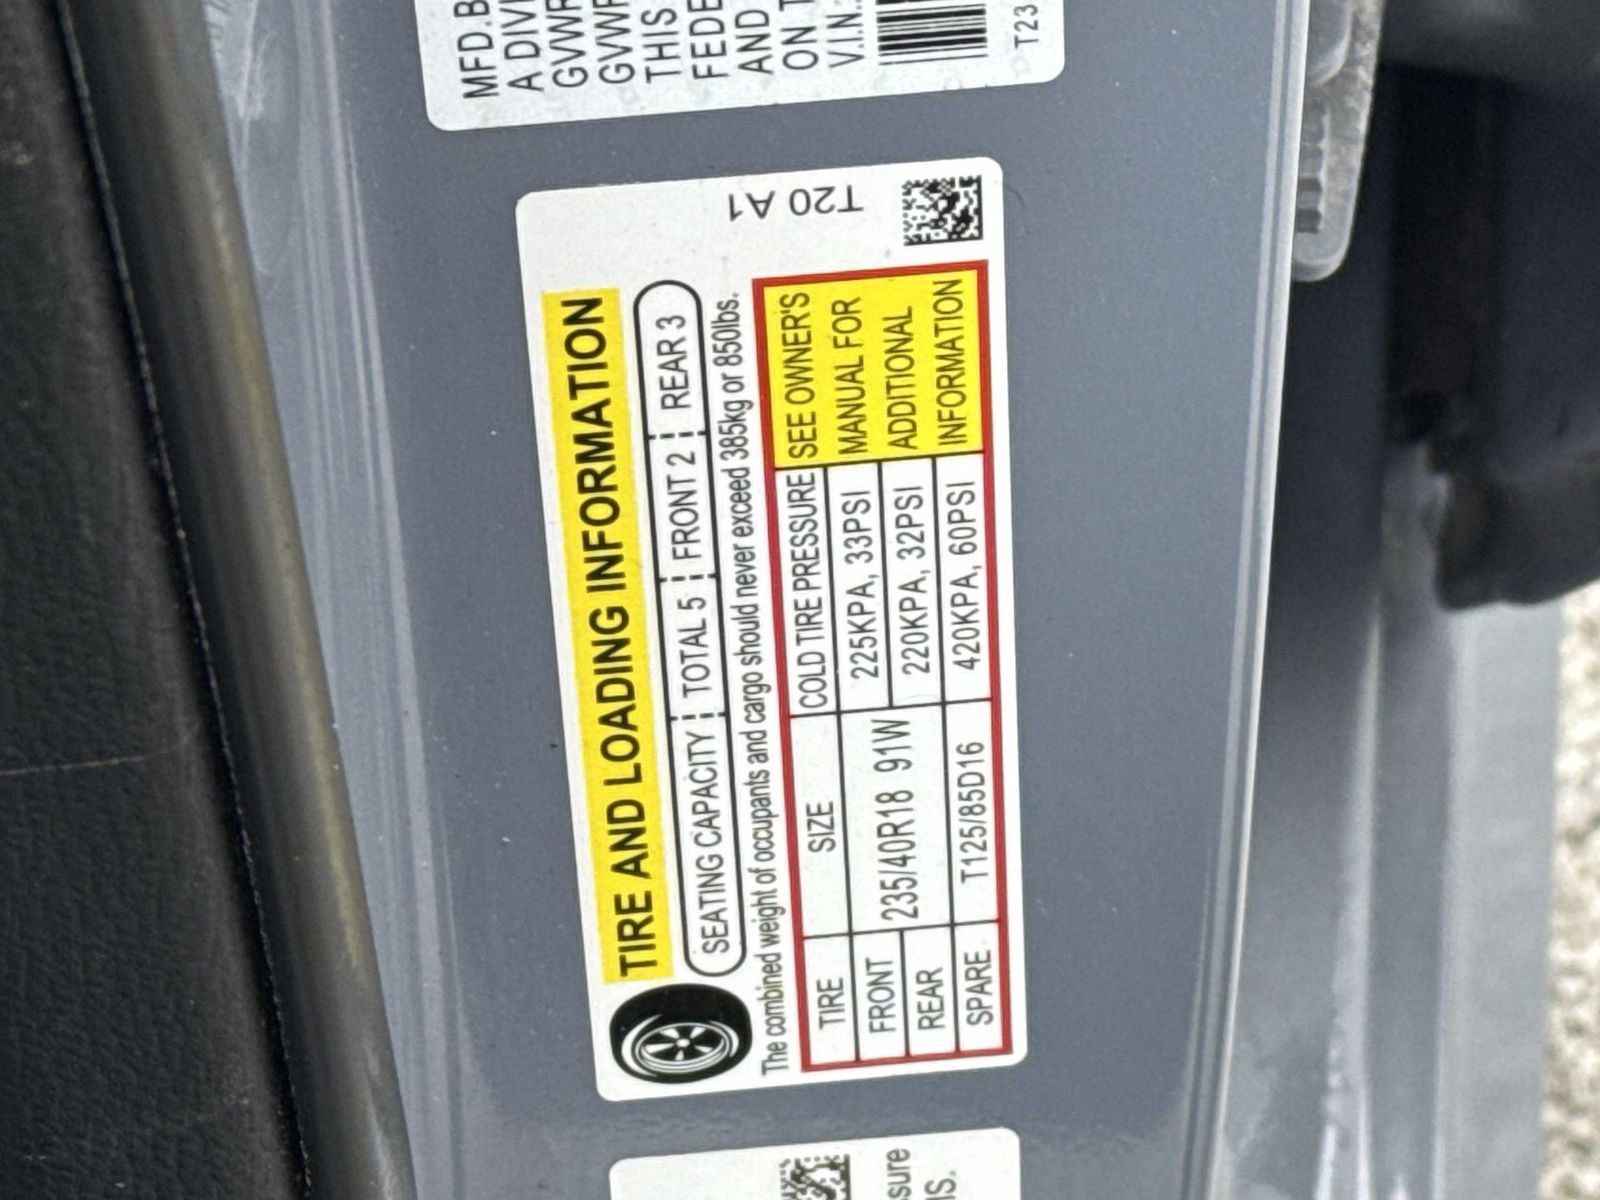 MFD.B
A DIVI
GVWR
GVWR
THIS
FEDE
AND
ON T
V.I.N.:
T23
T20 A1
TIRE AND LOADING INFORMATION
SEATING CAPACITY TOTAL 5 FRONT 2 REAR 3
The combined weight of occupants and cargo should never exceed 385kg or 850lbs.
TIRE SIZE COLD TIRE PRESSURE SEE OWNER'S
FRONT 235/40R18 91W 225KPA, 33PSI MANUAL FOR
REAR 220KPA, 32PSI ADDITIONAL
SPARE T125/85D16 420KPA, 60PSI INFORMATION
ssure
IS.